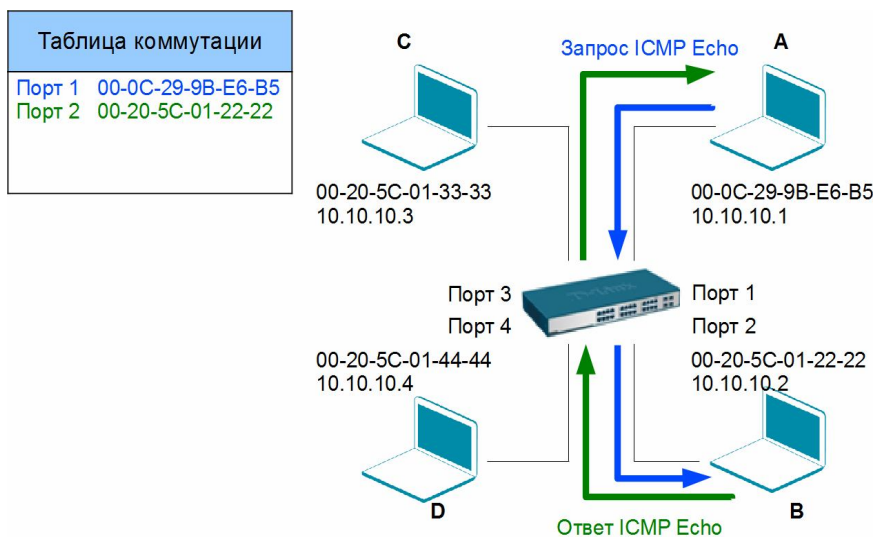 Таблица коммутации
Порт 1 00-0C-29-9B-E6-B5
Порт 2 00-20-5C-01-22-22
C
Запрос ICMP Echo
A
00-20-5C-01-33-33
10.10.10.3
00-0C-29-9B-E6-B5
10.10.10.1
Порт 3
Порт 1
Порт 4
Порт 2
00-20-5C-01-44-44
10.10.10.4
00-20-5C-01-22-22
10.10.10.2
D
B
Ответ ICMP Echo